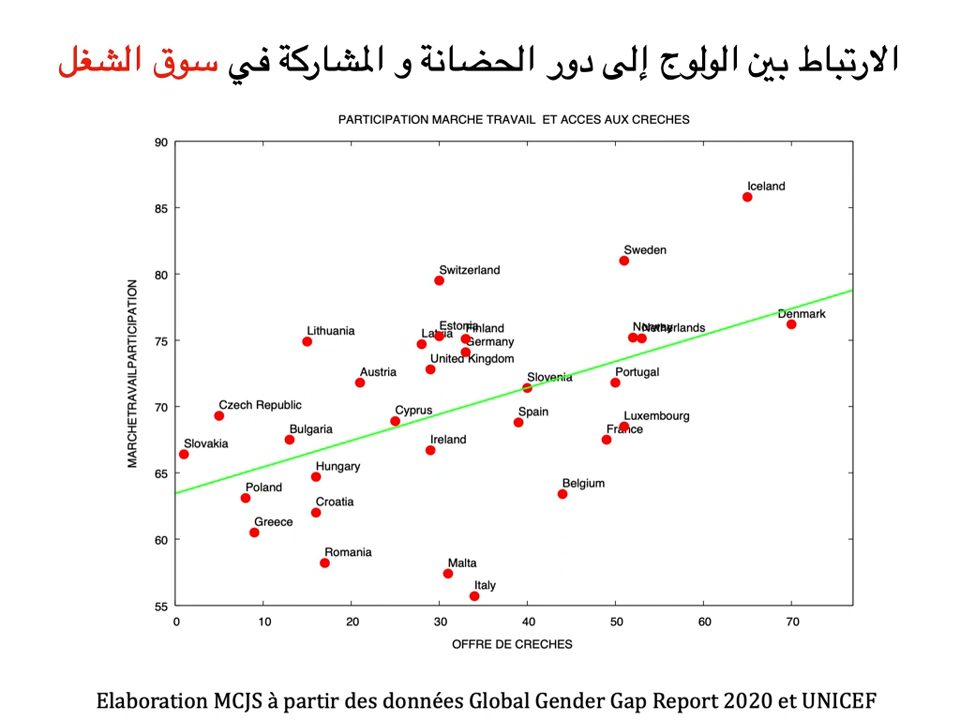 الارتباط بين الولوج إلى دور الحضانة و المشاركة في سوق الشغل
PARTICIPATION MARCHE TRAVAIL ET ACCES AUX CRECHES
MARCHETRAVAILPARTICIPATION
90
85
80
75
70
65
60
55
Iceland
Sweden
Switzerland
Denmark
Estonia
Finland
Norway
Netherlands
Lithuania
Latvia
Germany
United Kingdom
Austria
Slovenia
Portugal
Czech Republic
Cyprus
Spain
Luxembourg
Bulgaria
France
Slovakia
Ireland
Hungary
Poland
Belgium
Croatia
Greece
Romania
Malta
Italy
0 10 20 30 40 50 60 70
OFFRE DE CRECHES
Elaboration MCJS à partir des données Global Gender Gap Report 2020 et UNICEF